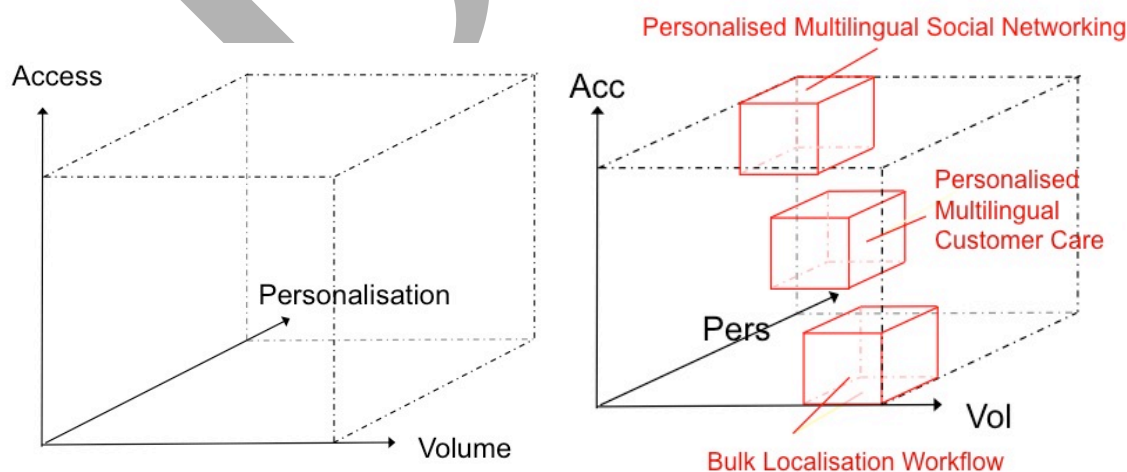 Access
Personalisation
Volume
Personalised Multilingual Social Networking
Acc
Personalised
Multilingual
Customer Care
Pers
Vol
Bulk Localisation Workflow